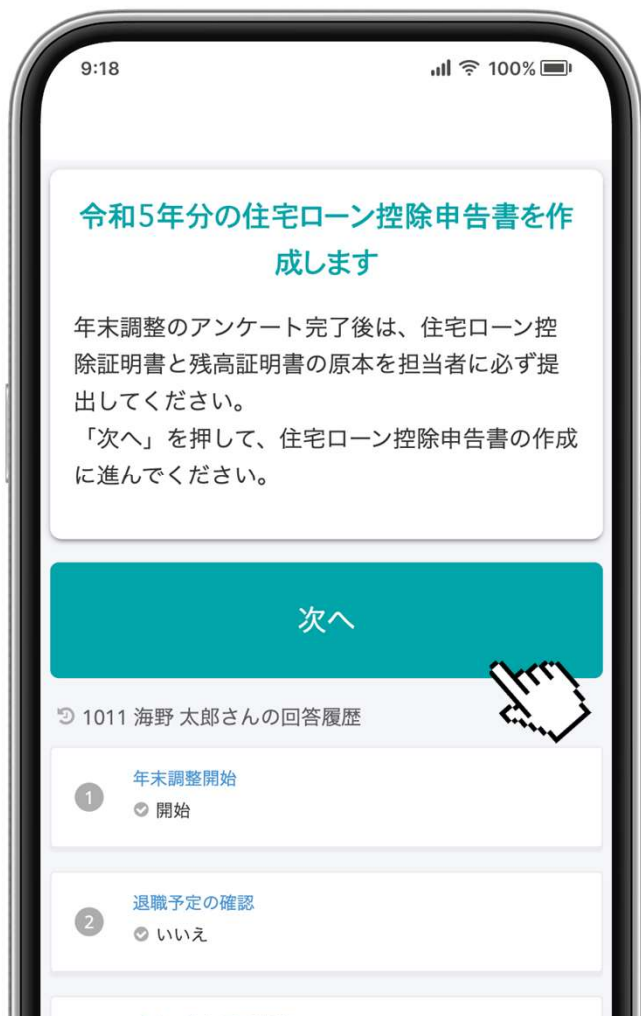 9:18 100%
令和5年分の住宅ローン控除申告書を作
成します
年末調整のアンケート完了後は、住宅ローン控
除証明書と残高証明書の原本を担当者に必ず提
出してください。
「次へ」を押して、住宅ローン控除申告書の作成
に進んでください。
次へ
1011 海野 太郎さんの回答履歴
1 年末調整開始
開始
2 退職予定の確認
いいえ